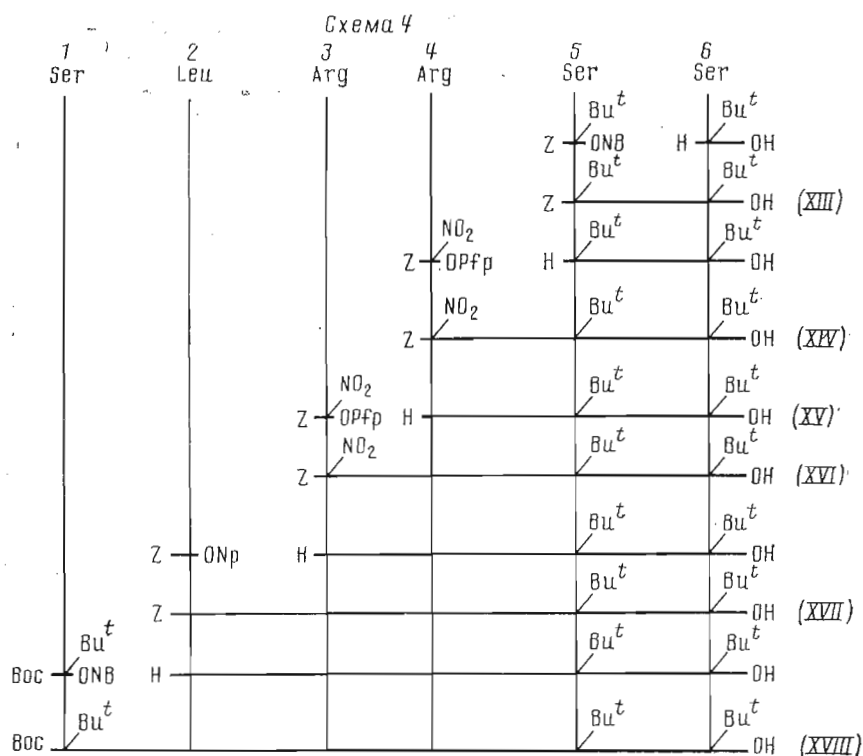 Схема 4
1 2 3 4 5 6
Ser Leu Arg Arg Ser Ser
Bu^t Bu^t
Z ONB H OH
Bu^t Bu^t
Z OH (XIII)
NO₂ Bu^t Bu^t
Z OPfp H OH
NO₂ Bu^t Bu^t
Z OH (XIV)
NO₂ Bu^t Bu^t
Z OPfp H OH (XV)
NO₂ Bu^t Bu^t
Z OH (XVI)
Bu^t Bu^t
Z ONp H OH
Bu^t Bu^t
Z OH (XVII)
Bu^t Bu^t Bu^t
Boc ONB H OH
Bu^t Bu^t Bu^t
Boc OH (XVIII)